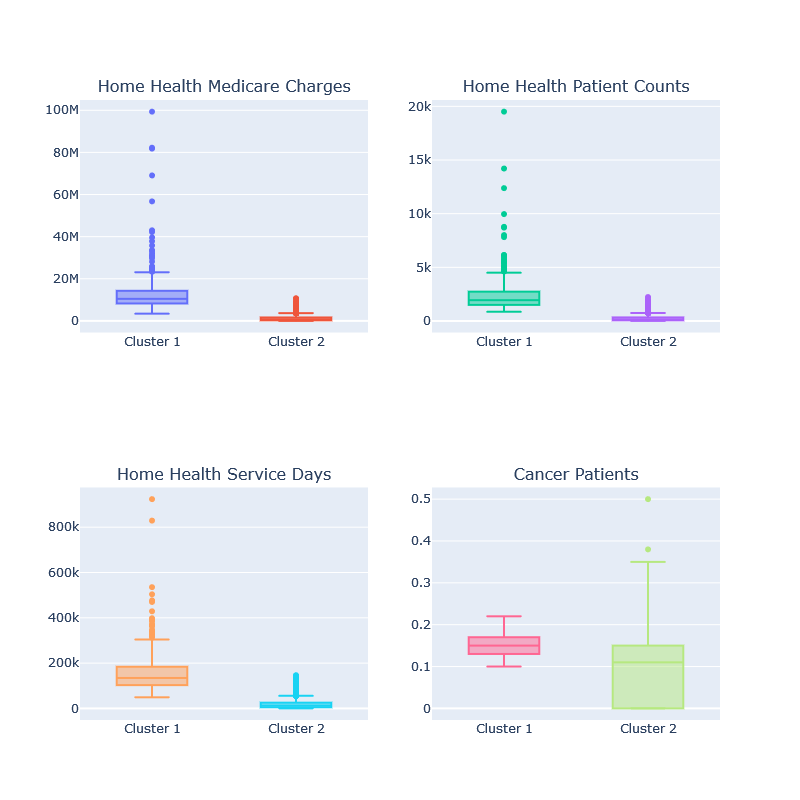 Home Health Medicare Charges
Home Health Patient Counts
100M
80M
60M
40M
20M
0
Cluster 1
Cluster 2
20k
15k
10k
5k
0
Cluster 1
Cluster 2
Home Health Service Days
Cancer Patients
800k
600k
400k
200k
0
Cluster 1
Cluster 2
0.5
0.4
0.3
0.2
0.1
0
Cluster 1
Cluster 2